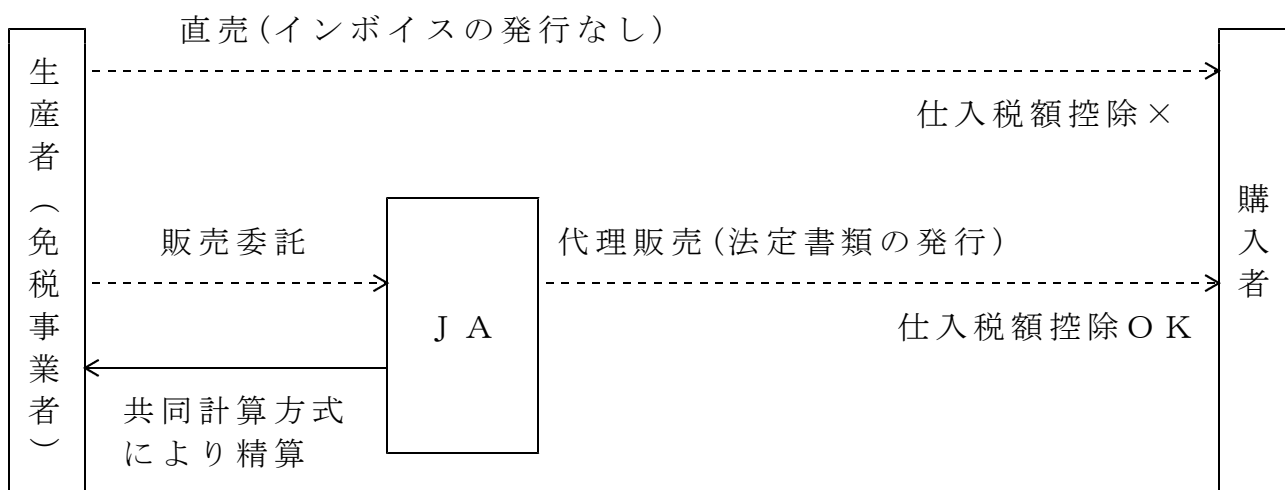 直売(インボイスの発行なし)
生産者(免税事業者)
仕入税額控除×
購入者
販売委託
代理販売(法定書類の発行)
JA
仕入税額控除OK
共同計算方式
により精算